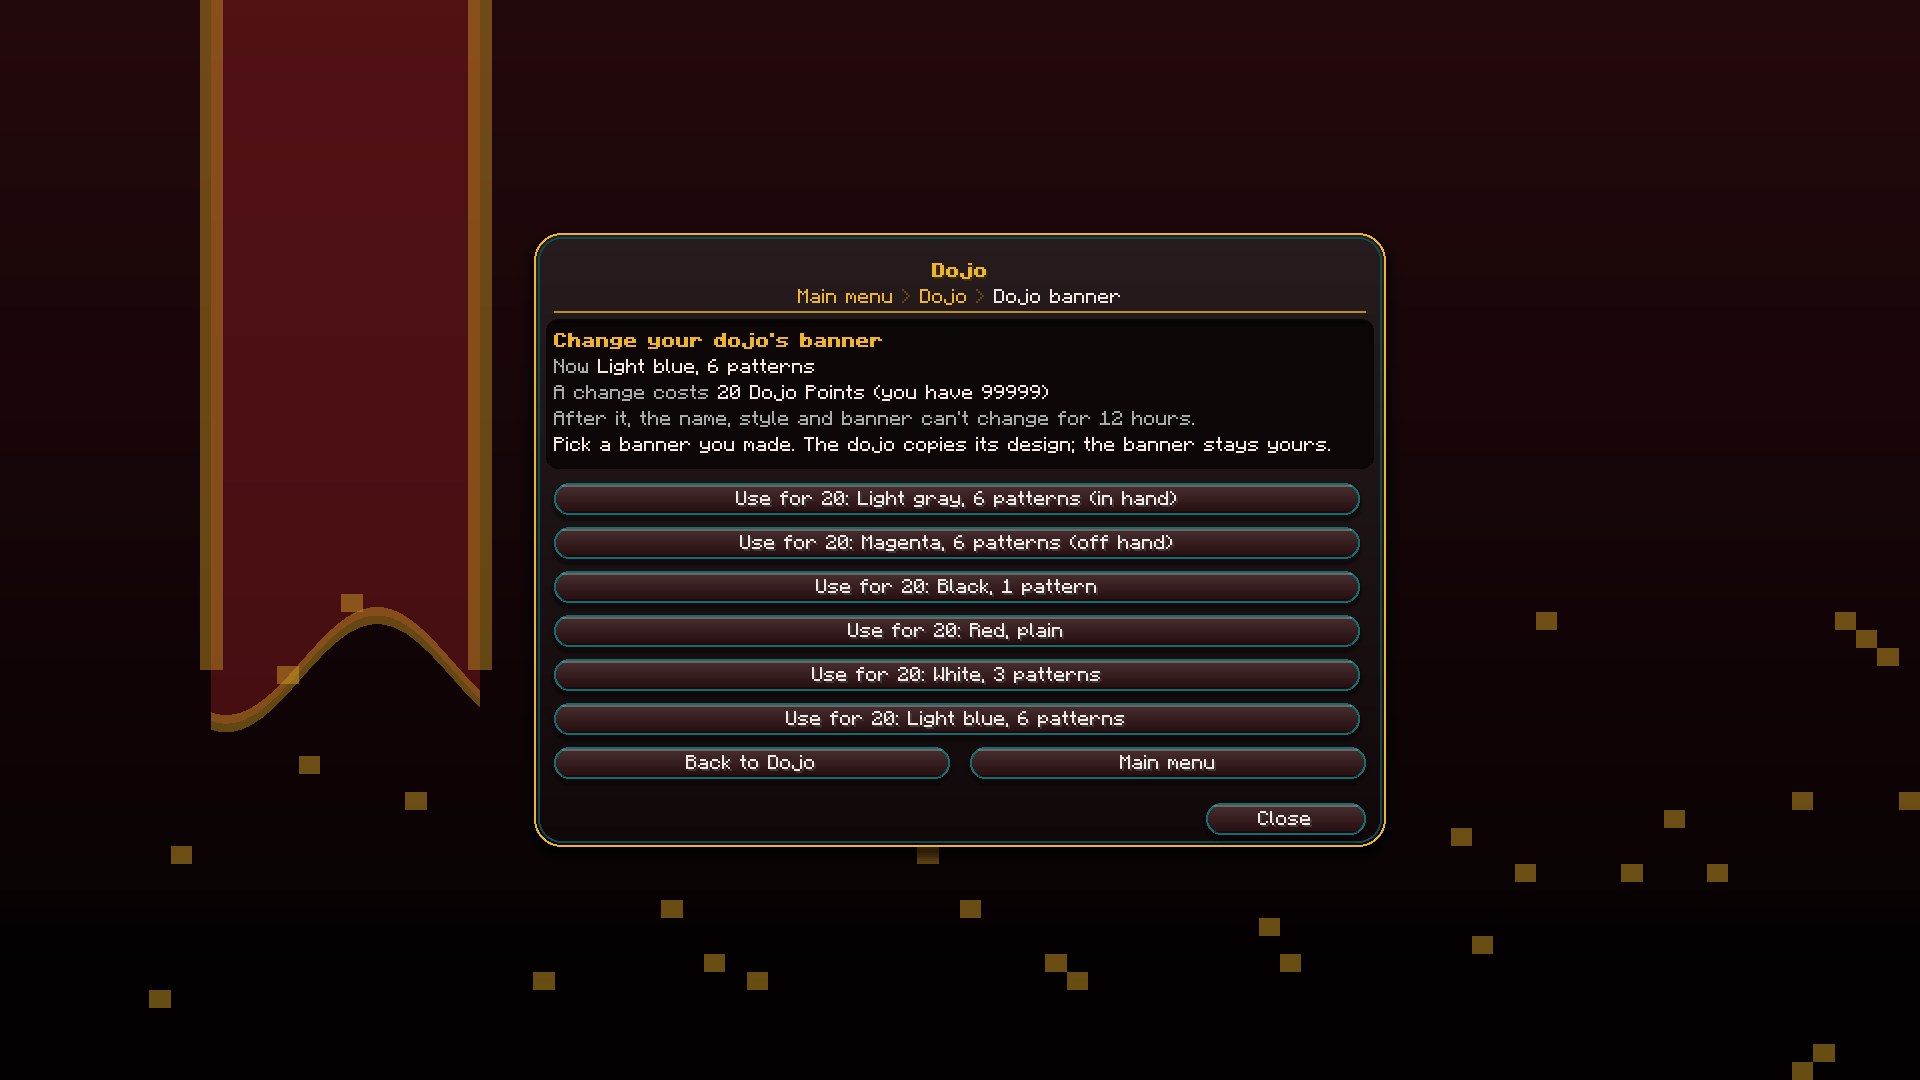 Dojo
Main menu > Dojo > Dojo banner
Change your dojo's banner
Now Light blue, 6 patterns
A change costs 20 Dojo Points (you have 99999)
After it, the name, style and banner can't change for 12 hours.
Pick a banner you made. The dojo copies its design; the banner stays yours.
Use for 20: Light gray, 6 patterns (in hand)
Use for 20: Magenta, 6 patterns (off hand)
Use for 20: Black, 1 pattern
Use for 20: Red, plain
Use for 20: White, 3 patterns
Use for 20: Light blue, 6 patterns
Back to Dojo
Main menu
Close